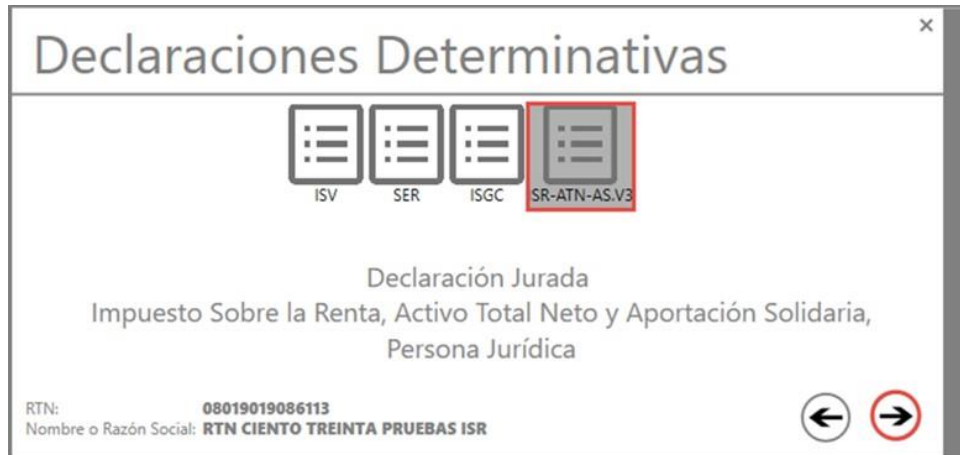 ×
Declaraciones Determinativas
ISV SER ISGC SR-ATN-AS.V3
Declaración Jurada
Impuesto Sobre la Renta, Activo Total Neto y Aportación Solidaria,
Persona Jurídica
RTN: 08019019086113
Nombre o Razón Social: RTN CIENTO TREINTA PRUEBAS ISR